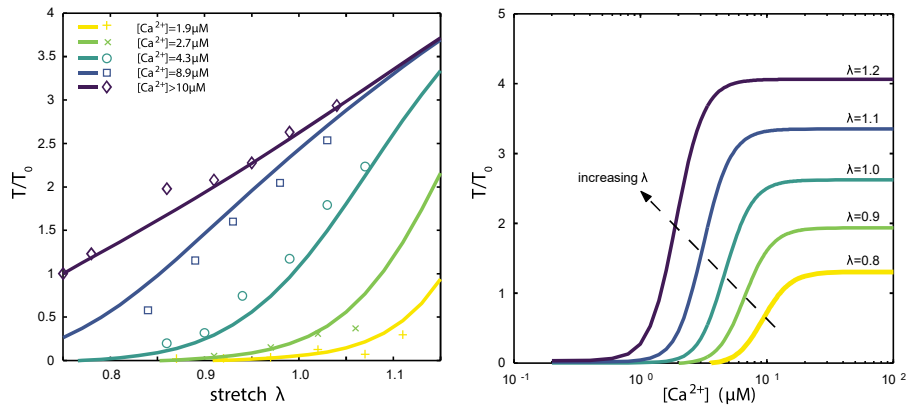 4
3.5
3
2.5
2
1.5
1
0.5
0
T/T0
[Ca2+]=1.9µM
[Ca2+]=2.7µM
[Ca2+]=4.3µM
[Ca2+]=8.9µM
[Ca2+]>10µM
0.8 0.9 1.0 1.1
stretch λ
5
4
3
2
1
0
T/T0
λ=1.2
λ=1.1
λ=1.0
λ=0.9
λ=0.8
increasing λ
10-1 100 101 102
[Ca2+] (µM)